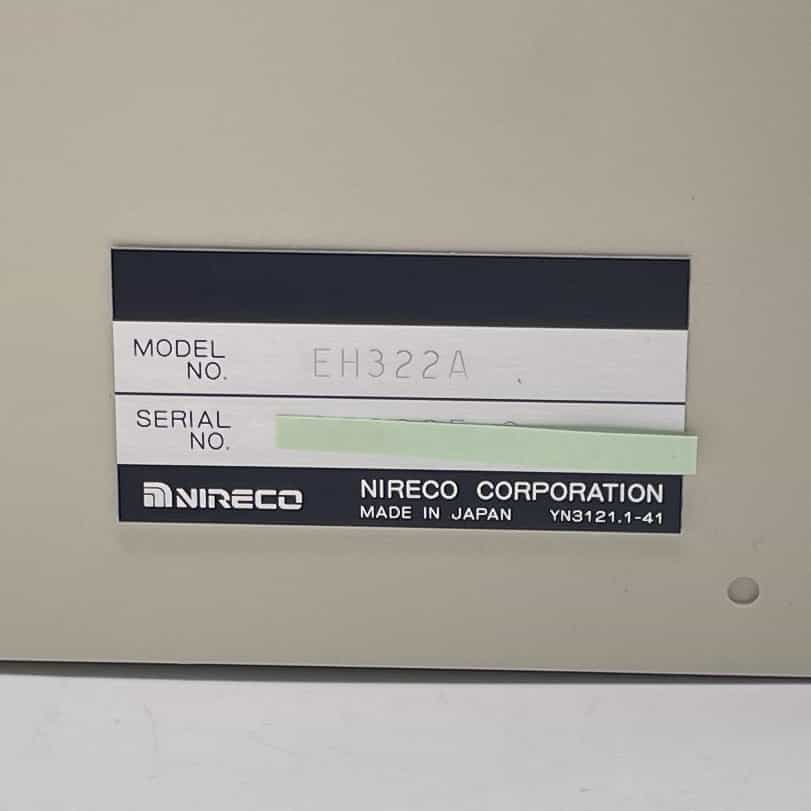 MODEL NO. EH322A
SERIAL NO.
NIRECO NIRECO CORPORATION
MADE IN JAPAN YN3121.1-41